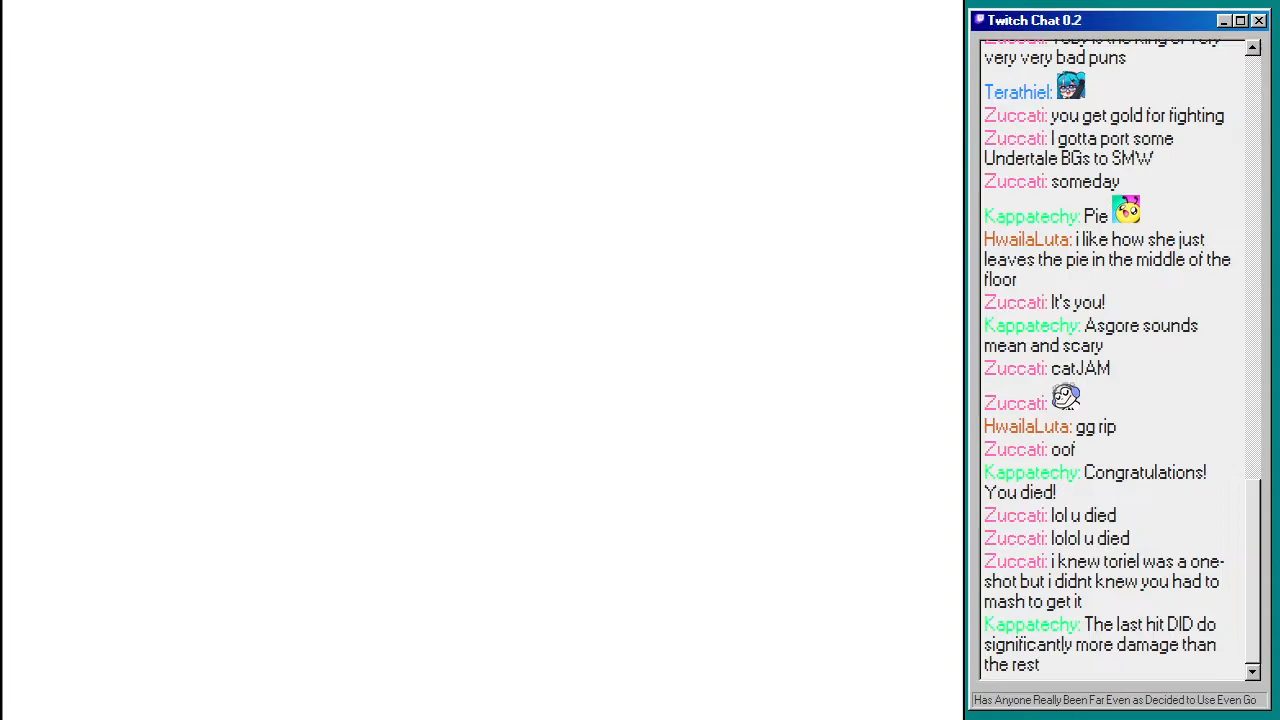 Twitch Chat 0.2
very very bad puns
Terathiel:
Zuccati: you get gold for fighting
Zuccati: I gotta port some
Undertale BGs to SMW
Zuccati: someday
Kappatechy: Pie
HwailaLuta: i like how she just
leaves the pie in the middle of the
floor
Zuccati: It's you!
Kappatechy: Asgore sounds
mean and scary
Zuccati: catJAM
Zuccati:
HwailaLuta: gg rip
Zuccati: oof
Kappatechy: Congratulations!
You died!
Zuccati: lol u died
Zuccati: lolol u died
Zuccati: i knew toriel was a one-
shot but i didnt knew you had to
mash to get it
Kappatechy: The last hit DID do
significantly more damage than
the rest
Has Anyone Really Been Far Even as Decided to Use Even Go